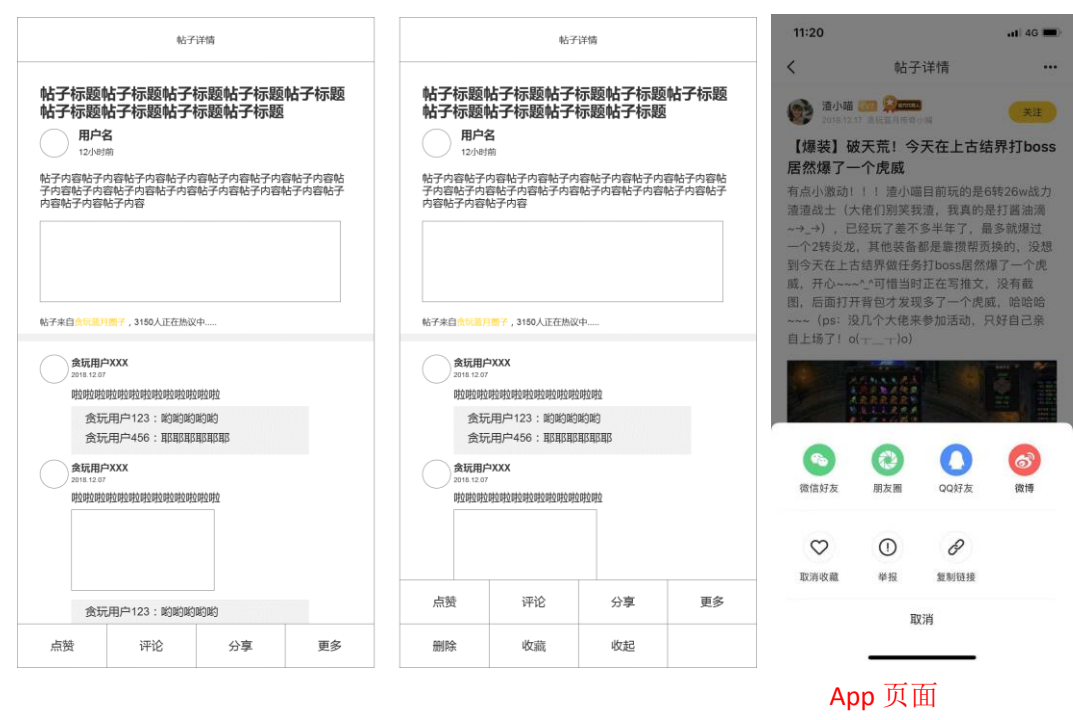 帖子详情
帖子标题帖子标题帖子标题帖子标题帖子标题
帖子标题帖子标题帖子标题帖子标题
用户名
12小时前
帖子内容帖子内容帖子内容帖子内容帖子内容帖子内容帖
子内容帖子内容帖子内容帖子内容帖子内容帖子内容帖子
内容帖子内容帖子内容
帖子来自贪玩蓝月圈子,3150人正在热议中.....
贪玩用户XXX
2018.12.07
啦啦啦啦啦啦啦啦啦啦啦啦啦
贪玩用户123:哟哟哟哟哟
贪玩用户456:耶耶耶耶耶耶耶
贪玩用户XXX
2018.12.07
啦啦啦啦啦啦啦啦啦啦啦啦啦
贪玩用户123:哟哟哟哟哟
点赞 评论 分享 更多
帖子详情
帖子标题帖子标题帖子标题帖子标题帖子标题
帖子标题帖子标题帖子标题帖子标题
用户名
12小时前
帖子内容帖子内容帖子内容帖子内容帖子内容帖子内容帖
子内容帖子内容帖子内容帖子内容帖子内容帖子内容帖子
内容帖子内容帖子内容
帖子来自贪玩蓝月圈子,3150人正在热议中.....
贪玩用户XXX
2018.12.07
啦啦啦啦啦啦啦啦啦啦啦啦啦
贪玩用户123:哟哟哟哟哟
贪玩用户456:耶耶耶耶耶耶耶
贪玩用户XXX
2018.12.07
啦啦啦啦啦啦啦啦啦啦啦啦啦
点赞 评论 分享 更多
删除 收藏 收起
11:20 4G
帖子详情
渣小喵
2018.12.17 贪玩蓝月传奇小编
关注
【爆装】破天荒!今天在上古结界打boss
居然爆了一个虎威
有点小激动!!!渣小喵目前玩的是6转26w战力
渣渣战士(大佬们别笑我渣,我真的是打酱油滴
~→_→),已经玩了差不多半年了,最多就爆过
一个2转炎龙,其他装备都是靠攒帮贡换的,没想
到今天在上古结界做任务打boss居然爆了一个虎
威,开心~~~^_^可惜当时正在写推文,没有截
图,后面打开背包才发现多了一个虎威,哈哈哈
~~~(ps:没几个大佬来参加活动,只好自己亲
自上场了!o(╥﹏╥)o)
微信好友 朋友圈 QQ好友 微博
取消收藏 举报 复制链接
取消
App 页面